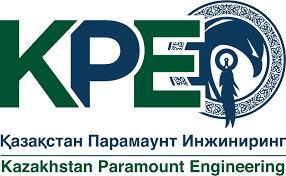 KPE
Қазақстан Парамаунт Инжиниринг
Kazakhstan Paramount Engineering